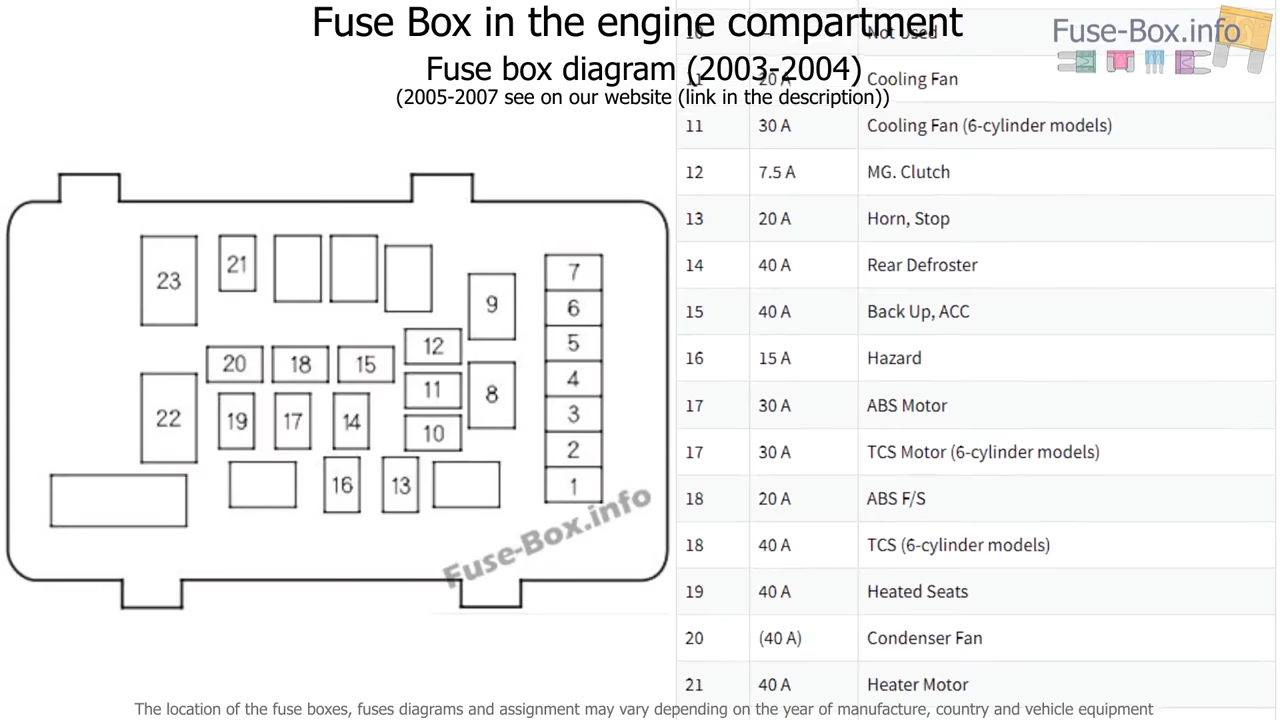 Fuse Box in the engine compartment
Fuse box diagram (2003-2004)
(2005-2007 see on our website (link in the description))
Fuse-Box.info
10 – Not Used
11 20 A Cooling Fan
11 30 A Cooling Fan (6-cylinder models)
12 7.5 A MG. Clutch
13 20 A Horn, Stop
14 40 A Rear Defroster
15 40 A Back Up, ACC
16 15 A Hazard
17 30 A ABS Motor
17 30 A TCS Motor (6-cylinder models)
18 20 A ABS F/S
18 40 A TCS (6-cylinder models)
19 40 A Heated Seats
20 (40 A) Condenser Fan
21 40 A Heater Motor
23
21
9
7
6
5
4
3
2
1
12
11
10
8
20
18
15
22
19
17
14
16
13
Fuse-Box.info
The location of the fuse boxes, fuses diagrams and assignment may vary depending on the year of manufacture, country and vehicle equipment